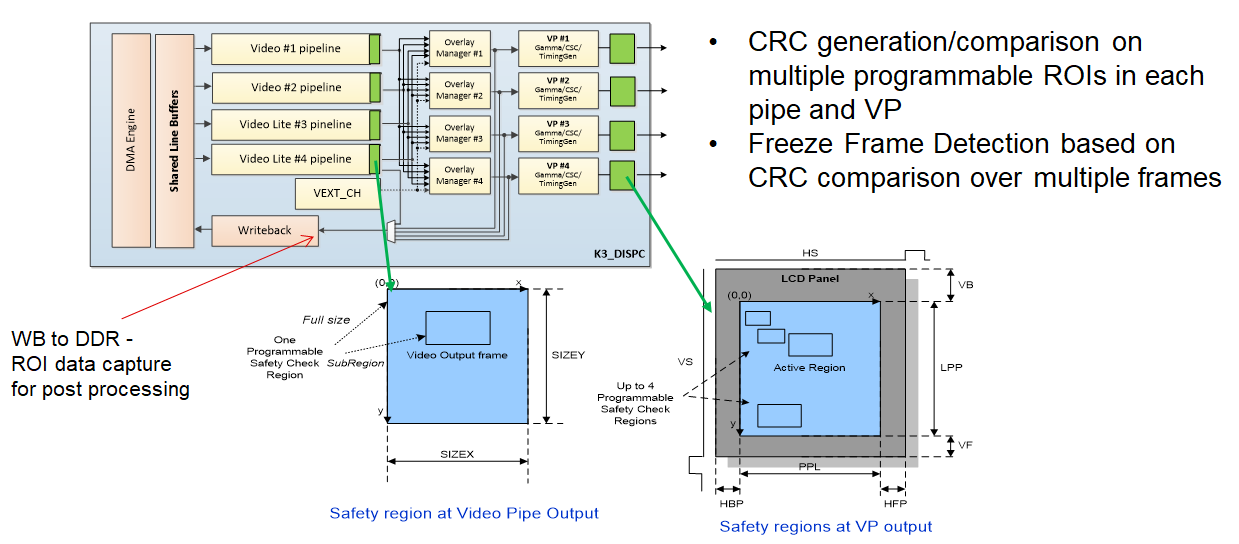 DMA Engine
Shared Line Buffers
Video #1 pipeline
Video #2 pipeline
Video Lite #3 pineline
Video Lite #4 pipeline
VEXT_CH
Writeback
Overlay
Manager #1
Overlay
Manager #2
Overlay
Manager #3
Overlay
Manager #4
VP #1
Gamma/CSC/
TimingGen
VP #2
Gamma/CSC/
TimingGen
VP #3
Gamma/CSC/
TimingGen
VP #4
Gamma/CSC/
TimingGen
K3_DISPC
• CRC generation/comparison on
multiple programmable ROIs in each
pipe and VP
• Freeze Frame Detection based on
CRC comparison over multiple frames
WB to DDR -
ROI data capture
for post processing
(0,0)
x
Full size
One
Programmable
Safety Check
Region
SubRegion
Video Output frame
SIZEY
y
SIZEX
Safety region at Video Pipe Output
HS
LCD Panel
VB
(0,0)
x
VS
Active Region
LPP
Up to 4
Programmable
Safety Check
Regions
y
VF
PPL
HBP
HFP
Safety regions at VP output